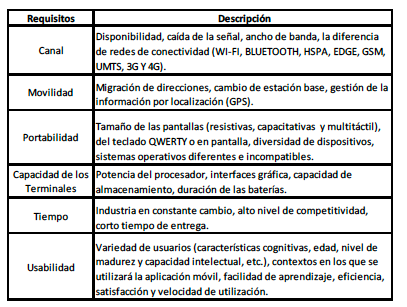 Requisitos Descripción
Disponibilidad, caída de la señal, ancho de banda, la diferencia
Canal de redes de conectividad (WI-FI, BLUETOOTH, HSPA, EDGE, GSM,
UMTS, 3G Y 4G).
Movilidad Migración de direcciones, cambio de estación base, gestión de la
información por localización (GPS).
Tamaño de las pantallas (resistivas, capacitativas y multitáctil),
Portabilidad del teclado QWERTY o en pantalla, diversidad de dispositivos,
sistemas operativos diferentes e incompatibles.
Capacidad de los Potencia del procesador, interfaces gráfica, capacidad de
Terminales almacenamiento, duración de las baterías.
Tiempo Industria en constante cambio, alto nivel de competitividad,
corto tiempo de entrega.
Variedad de usuarios (características cognitivas, edad, nivel de
Usabilidad madurez y capacidad intelectual, etc.), contextos en los que se
utilizará la aplicación móvil, facilidad de aprendizaje, eficiencia,
satisfacción y velocidad de utilización.